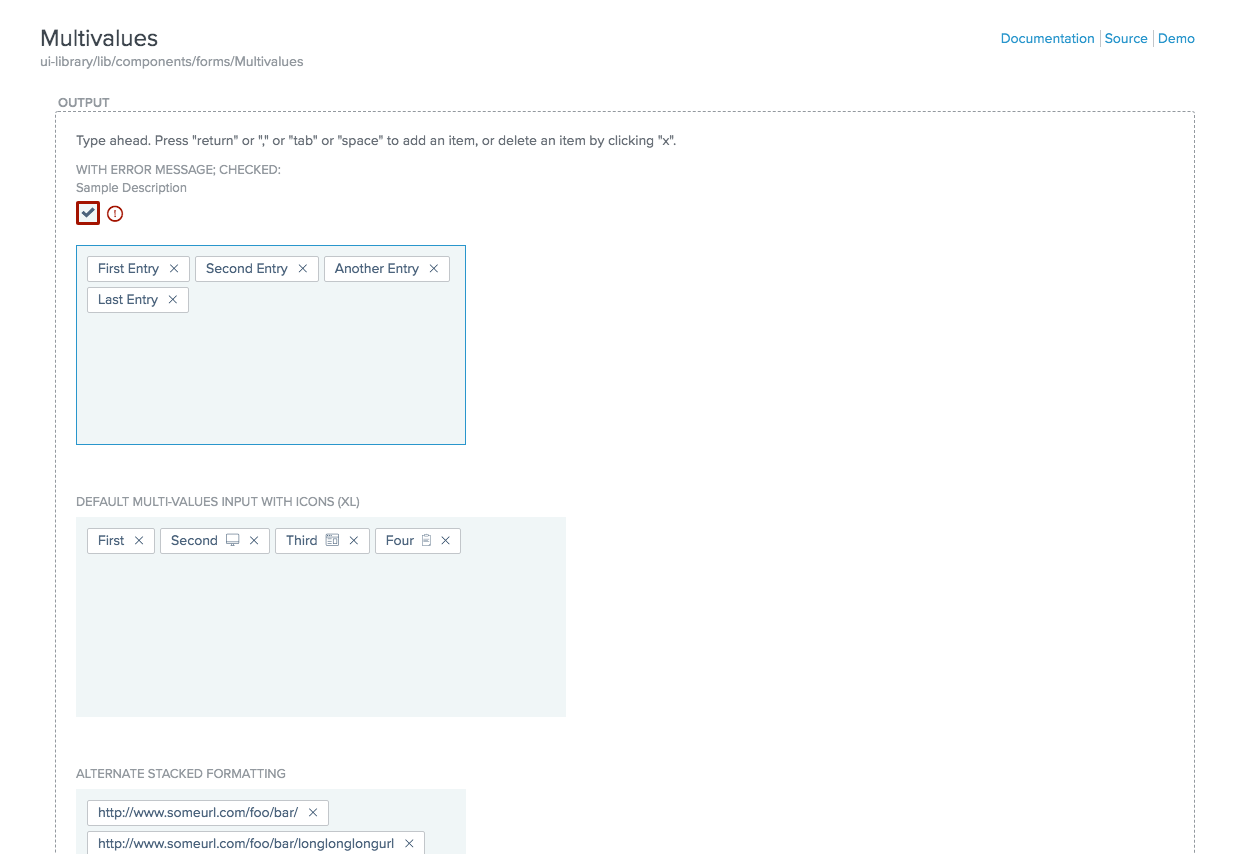 Multivalues
Documentation Source Demo
ui-library/lib/components/forms/Multivalues
OUTPUT
Type ahead. Press "return" or "," or "tab" or "space" to add an item, or delete an item by clicking "x".
WITH ERROR MESSAGE; CHECKED:
Sample Description
First Entry Second Entry Another Entry
Last Entry
DEFAULT MULTI-VALUES INPUT WITH ICONS (XL)
First Second Third Four
ALTERNATE STACKED FORMATTING
http://www.someurl.com/foo/bar/
http://www.someurl.com/foo/bar/longlonglongurl